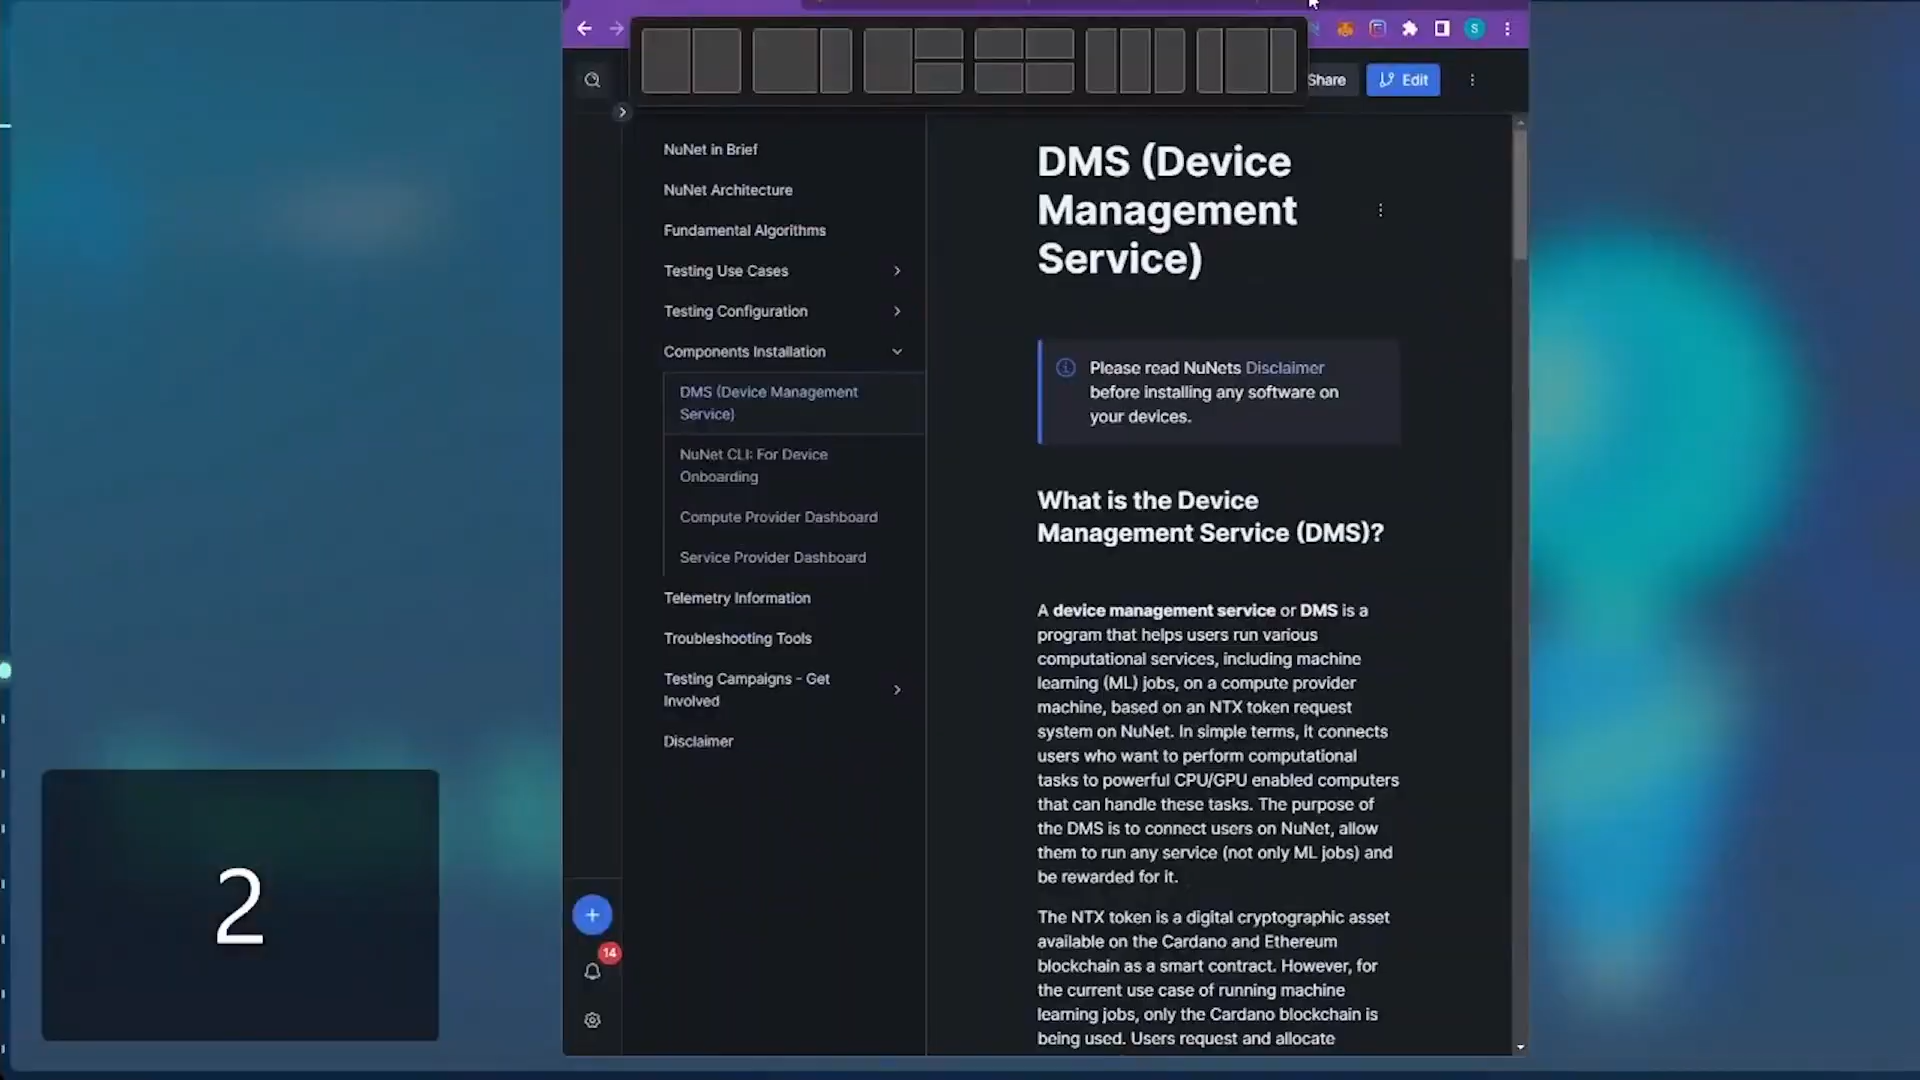 S
Share
Edit
NuNet in Brief
NuNet Architecture
Fundamental Algorithms
Testing Use Cases
Testing Configuration
Components Installation
DMS (Device Management
Service)
NuNet CLI: For Device
Onboarding
Compute Provider Dashboard
Service Provider Dashboard
Telemetry Information
Troubleshooting Tools
Testing Campaigns - Get
Involved
Disclaimer
14
2
DMS (Device
Management
Service)
Please read NuNets Disclaimer
before installing any software on
your devices.
What is the Device
Management Service (DMS)?
A device management service or DMS is a
program that helps users run various
computational services, including machine
learning (ML) jobs, on a compute provider
machine, based on an NTX token request
system on NuNet. In simple terms, it connects
users who want to perform computational
tasks to powerful CPU/GPU enabled computers
that can handle these tasks. The purpose of
the DMS is to connect users on NuNet, allow
them to run any service (not only ML jobs) and
be rewarded for it.
The NTX token is a digital cryptographic asset
available on the Cardano and Ethereum
blockchain as a smart contract. However, for
the current use case of running machine
learning jobs, only the Cardano blockchain is
being used. Users request and allocate